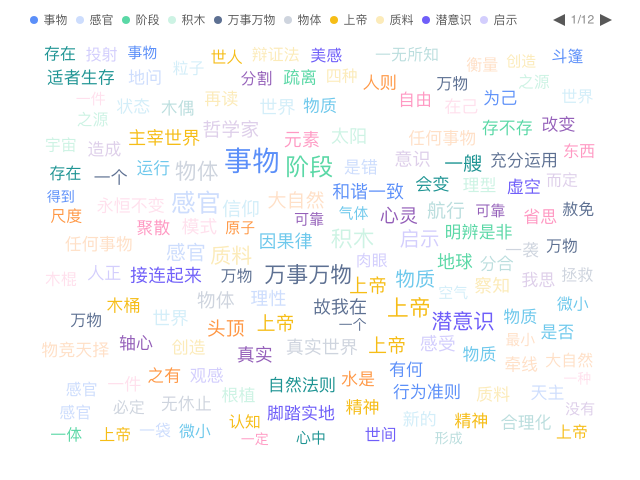 事物 感官 阶段 积木 万事万物 物体 上帝 质料 潜意识 启示 1/12
存在 投射 事物 世人 辩证法 美感 一无所知 斗篷
粒子 衡量 创造
适者生存 地问 分割 疏离 四种 人则 万物 之源
一件 状态 木偶 再读 世界 物质 自由 在己 为己 世界
之源 主宰世界 哲学家 元素 太阳 任何事物 存不存 改变
宇宙 造成 事物 阶段 是错 意识 一艘 充分运用 东西
存在 一个 运行 物体 和谐一致 会变 理型 虚空 而定
得到 永恒不变 感官 信仰 大自然 气体 心灵 航行 可靠 省思 赦免
尺度 聚散 模式 原子 可靠
任何事物 感官 质料 因果律 积木 启示 明辨是非 一袭 万物
木棍 人正 接连起来 万物 万事万物 肉眼 物质 地球 分合 我思 拯救
木桶 物体 理性 故我在 上帝 上帝 空气 察知 微小
万物 世界 头顶 上帝 一个 潜意识 物质 是否
物竞天择 轴心 创造 真实 真实世界 上帝 感受 物质 最小 牵线 大自然
感官 一件 之有 观感 自然法则 水是 有何 一种
根植 行为准则 质料 天主
感官 必定 无休止 认知 脚踏实地 精神 新的 精神 合理化 没有
一体 上帝 一袋 微小 一定 心中 世间 形成 上帝